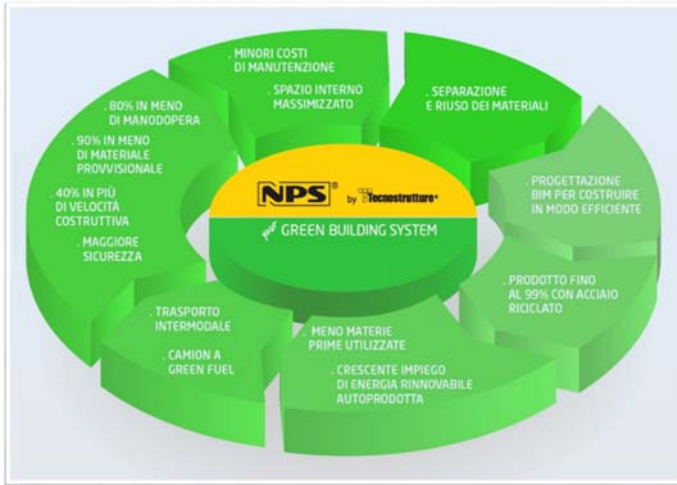 . MINORI COSTI
DI MANUTENZIONE
. SPAZIO INTERNO
MASSIMIZZATO
. SEPARAZIONE
E RIUSO DEI MATERIALI
. PROGETTAZIONE
BIM PER COSTRUIRE
IN MODO EFFICIENTE
. PRODOTTO FINO
AL 99% CON ACCIAIO
RICICLATO
. MENO MATERIE
PRIME UTILIZZATE
. CRESCENTE IMPIEGO
DI ENERGIA RINNOVABILE
AUTOPRODOTTA
. TRASPORTO
INTERMODALE
. CAMION A
GREEN FUEL
. 80% IN MENO
DI MANODOPERA
. 90% IN MENO
DI MATERIALE
PROVVISIONALE
. 40% IN PIÙ
DI VELOCITÀ
COSTRUTTIVA
. MAGGIORE
SICUREZZA
NPS® by Tecnostrutture
GREEN BUILDING SYSTEM